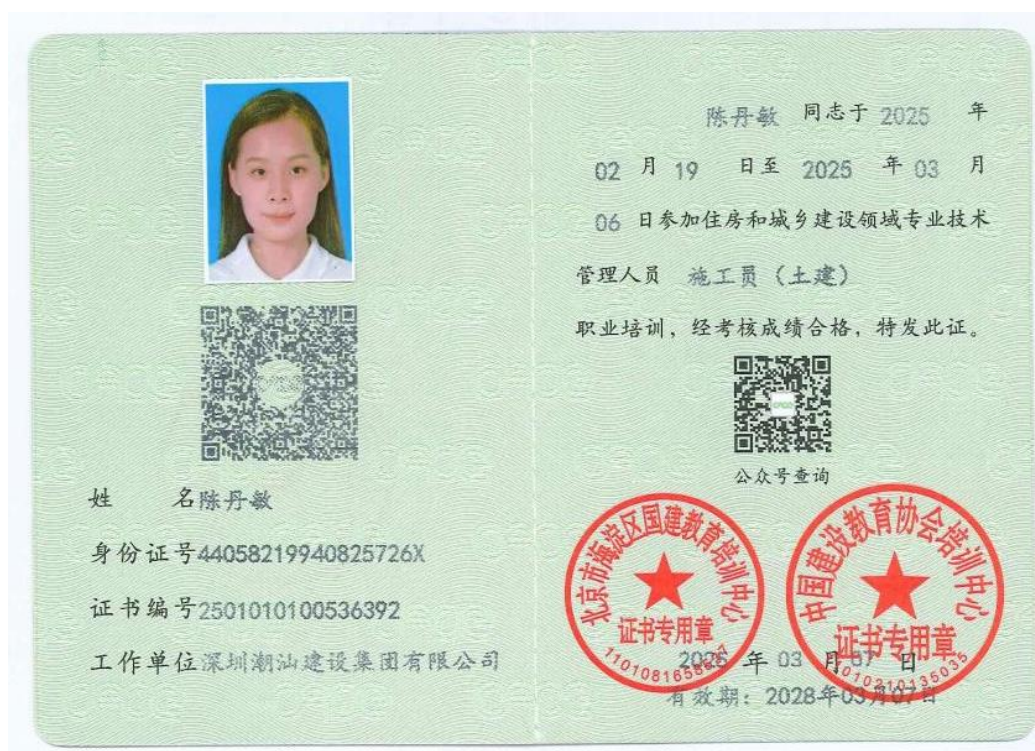 陈丹敏 同志于 2025 年
02 月 19 日至 2025 年 03 月
06 日参加住房和城乡建设领域专业技术
管理人员 施工员（土建）
职业培训，经考核成绩合格，特发此证。
公众号查询
姓 名陈丹敏
身份证号44058219940825726X
证书编号2501010100536392
工作单位深圳潮汕建设集团有限公司
北京市海淀区国建教育培训中心
证书专用章
中国建设教育协会培训中心
证书专用章
11010210135035
2025 年 03 月 07 日
有效期：2028年03月07日